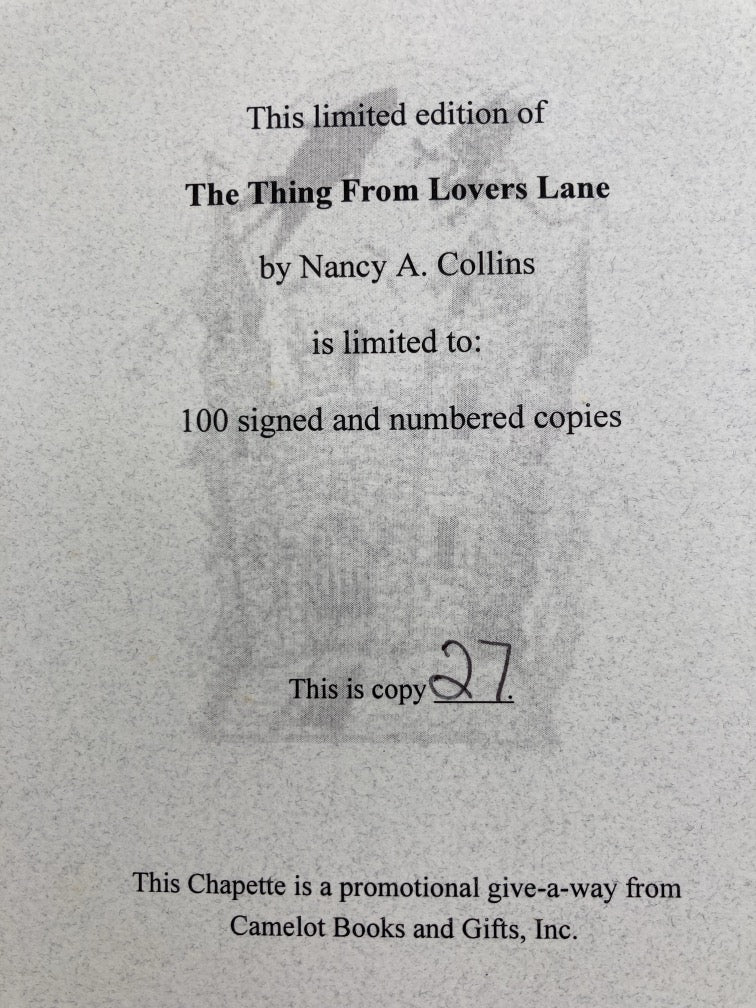 This limited edition of
The Thing From Lovers Lane
by Nancy A. Collins
is limited to:
100 signed and numbered copies
This is copy 27.
This Chapette is a promotional give-a-way from
Camelot Books and Gifts, Inc.